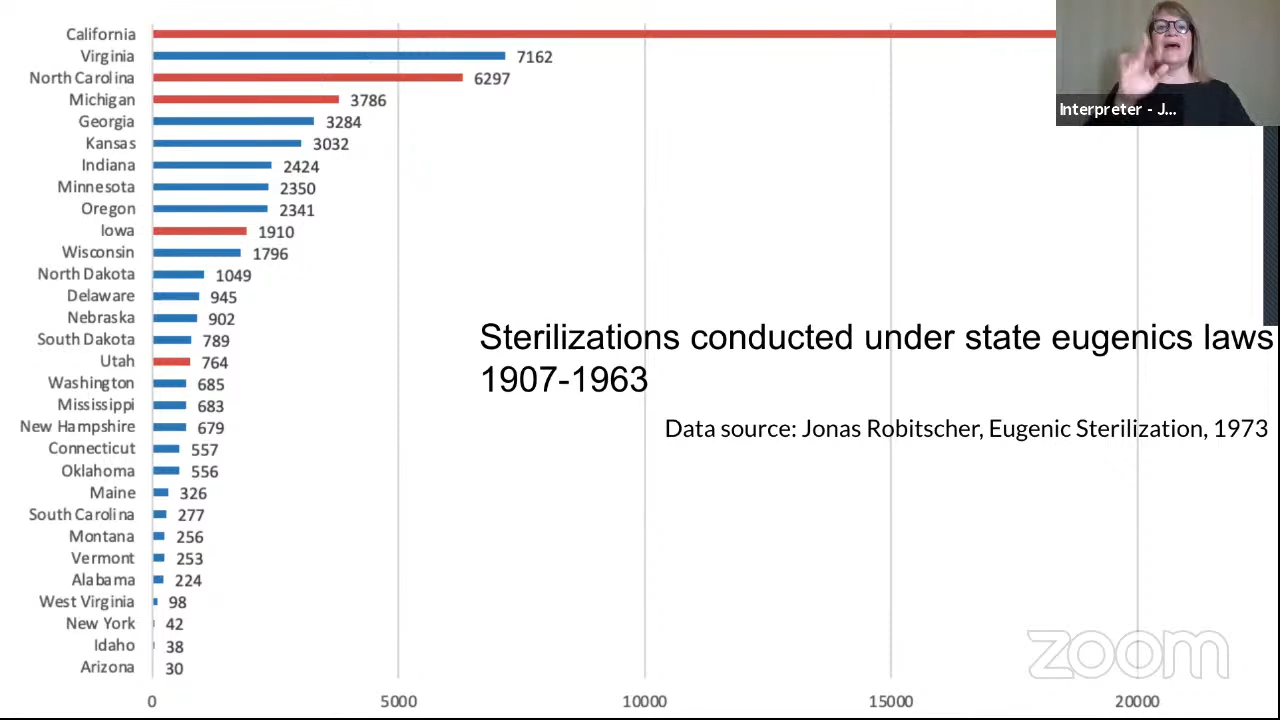 California
Virginia 7162
North Carolina 6297
Michigan 3786
Georgia 3284
Kansas 3032
Indiana 2424
Minnesota 2350
Oregon 2341
Iowa 1910
Wisconsin 1796
North Dakota 1049
Delaware 945
Nebraska 902
South Dakota 789
Utah 764
Washington 685
Mississippi 683
New Hampshire 679
Connecticut 557
Oklahoma 556
Maine 326
South Carolina 277
Montana 256
Vermont 253
Alabama 224
West Virginia 98
New York 42
Idaho 38
Arizona 30
0 5000 10000 15000 20000
Sterilizations conducted under state eugenics laws
1907-1963
Data source: Jonas Robitscher, Eugenic Sterilization, 1973
Interpreter - J...
zoom